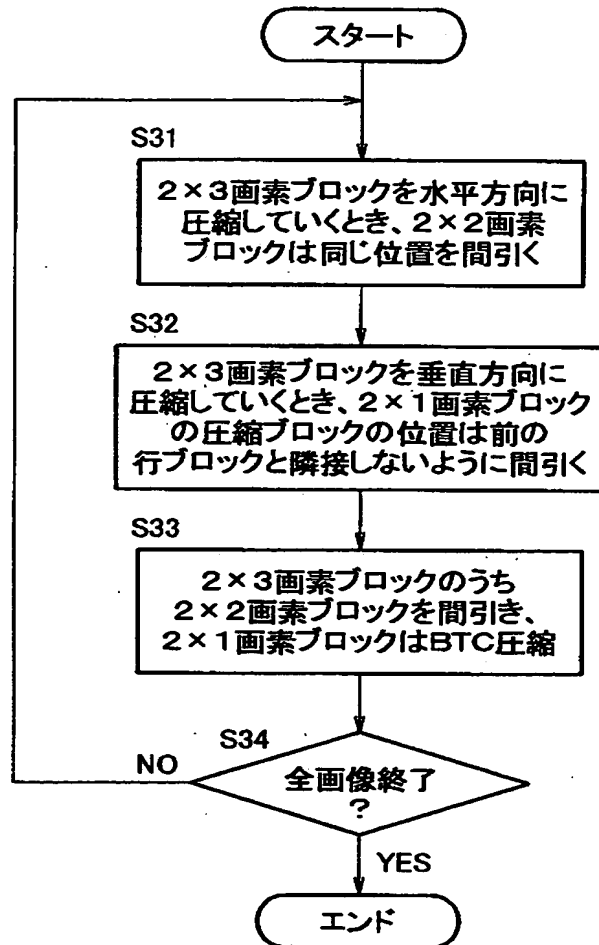 スタート
S31
2×3画素ブロックを水平方向に
圧縮していくとき、2×2画素
ブロックは同じ位置を間引く
S32
2×3画素ブロックを垂直方向に
圧縮していくとき、2×1画素ブロック
の圧縮ブロックの位置は前の
行ブロックと隣接しないように間引く
S33
2×3画素ブロックのうち
2×2画素ブロックを間引き、
2×1画素ブロックはBTC圧縮
S34
NO
全画像終了
?
YES
エンド